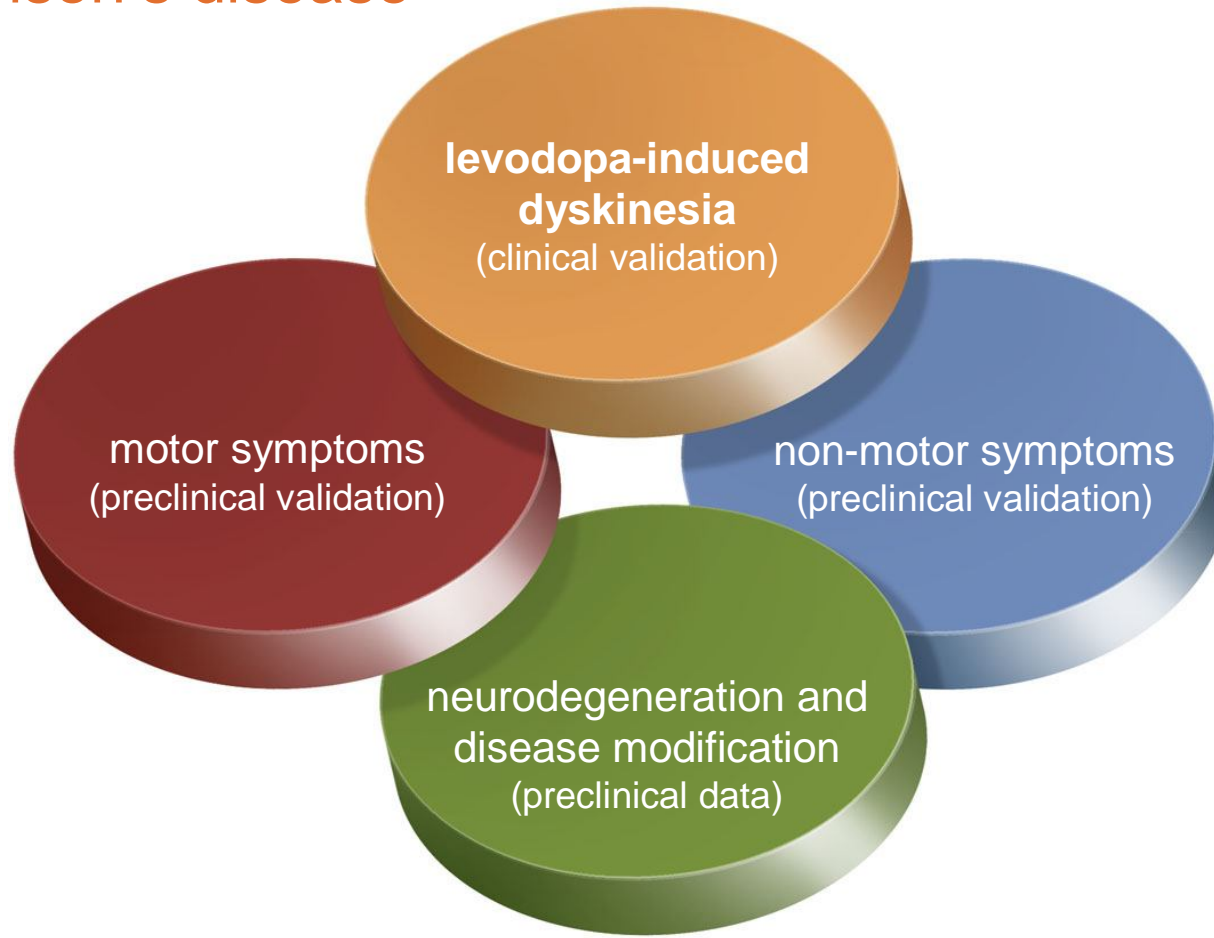 disease
levodopa-induced
dyskinesia
(clinical validation)
motor symptoms
(preclinical validation)
non-motor symptoms
(preclinical validation)
neurodegeneration and
disease modification
(preclinical data)